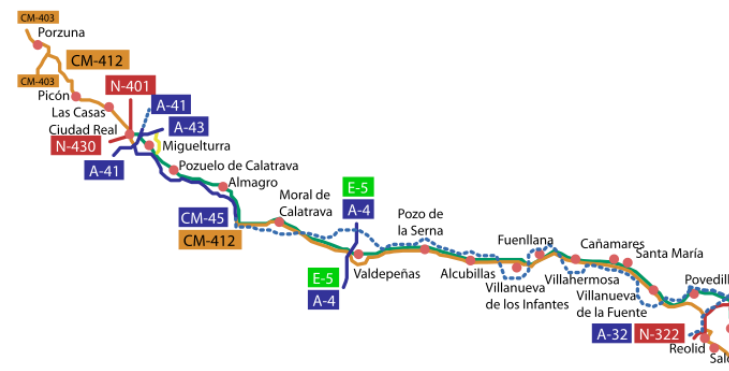 CM-403
Porzuna
CM-412
CM-403
N-401
Picón
A-41
Las Casas
Ciudad Real
A-43
N-430
Miguelturra
A-41
Pozuelo de Calatrava
Almagro
E-5
Moral de
Calatrava
A-4
CM-45
Pozo de
la Serna
CM-412
Fuenllana
Cañamares
Santa María
E-5
Valdepeñas
Alcubillas
Villanueva
de los Infantes
Villahermosa
Villanueva
de la Fuente
Povedill
A-4
A-32
N-322
Reolid
Salo